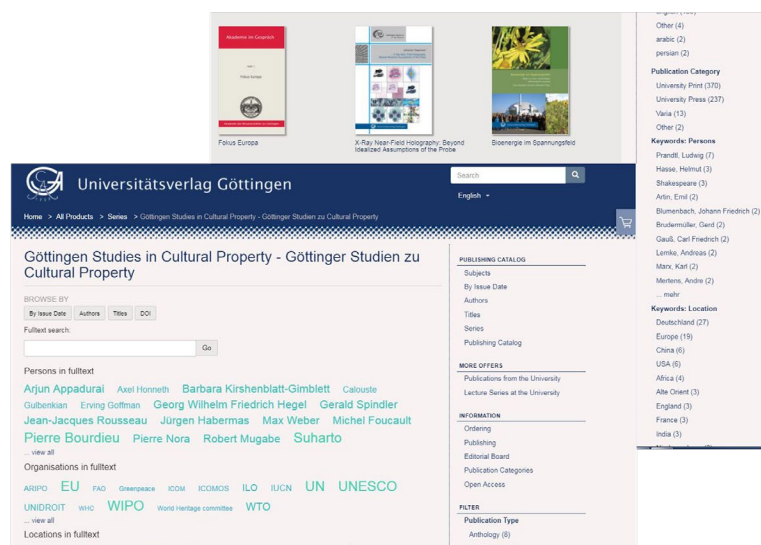 Other (4)
arabic (2)
persian (2)
Publication Category
University Print (370)
University Press (237)
Varia (13)
Other (2)
Keywords: Persons
Prandtl, Ludwig (7)
Hasse, Helmut (3)
Shakespeare (3)
Artin, Emil (2)
Blumenbach, Johann Friedrich (2)
Brudermüller, Gerd (2)
Gauß, Carl Friedrich (2)
Lemke, Andreas (2)
Marx, Karl (2)
Mertens, Andre (2)
... mehr
Keywords: Location
Deutschland (27)
Europe (19)
China (6)
USA (6)
Africa (4)
Alte Orient (3)
England (3)
France (3)
India (3)
Akademie im Gespräch
Fokus Europa
Fokus Europa
X-Ray Near-Field Holography: Beyond
Idealized Assumptions of the Probe
Bioenergie im Spannungsfeld
Universitätsverlag Göttingen
Search
English
Home > All Products > Series > Göttingen Studies in Cultural Property - Göttinger Studien zu Cultural Property
Göttingen Studies in Cultural Property - Göttinger Studien zu
Cultural Property
BROWSE BY
By Issue Date Authors Titles DOI
Fulltext search:
Go
Persons in fulltext
Arjun Appadurai Axel Honneth Barbara Kirshenblatt-Gimblett Calouste
Gulbenkian Erving Goffman Georg Wilhelm Friedrich Hegel Gerald Spindler
Jean-Jacques Rousseau Jürgen Habermas Max Weber Michel Foucault
Pierre Bourdieu Pierre Nora Robert Mugabe Suharto
... view all
Organisations in fulltext
ARIPO EU FAO Greenpeace ICOM ICOMOS ILO IUCN UN UNESCO
UNIDROIT WHC WIPO World Heritage committee WTO
... view all
Locations in fulltext
PUBLISHING CATALOG
Subjects
By Issue Date
Authors
Titles
Series
Publishing Catalog
MORE OFFERS
Publications from the University
Lecture Series at the University
INFORMATION
Ordering
Publishing
Editorial Board
Publication Categories
Open Access
FILTER
Publication Type
Anthology (8)